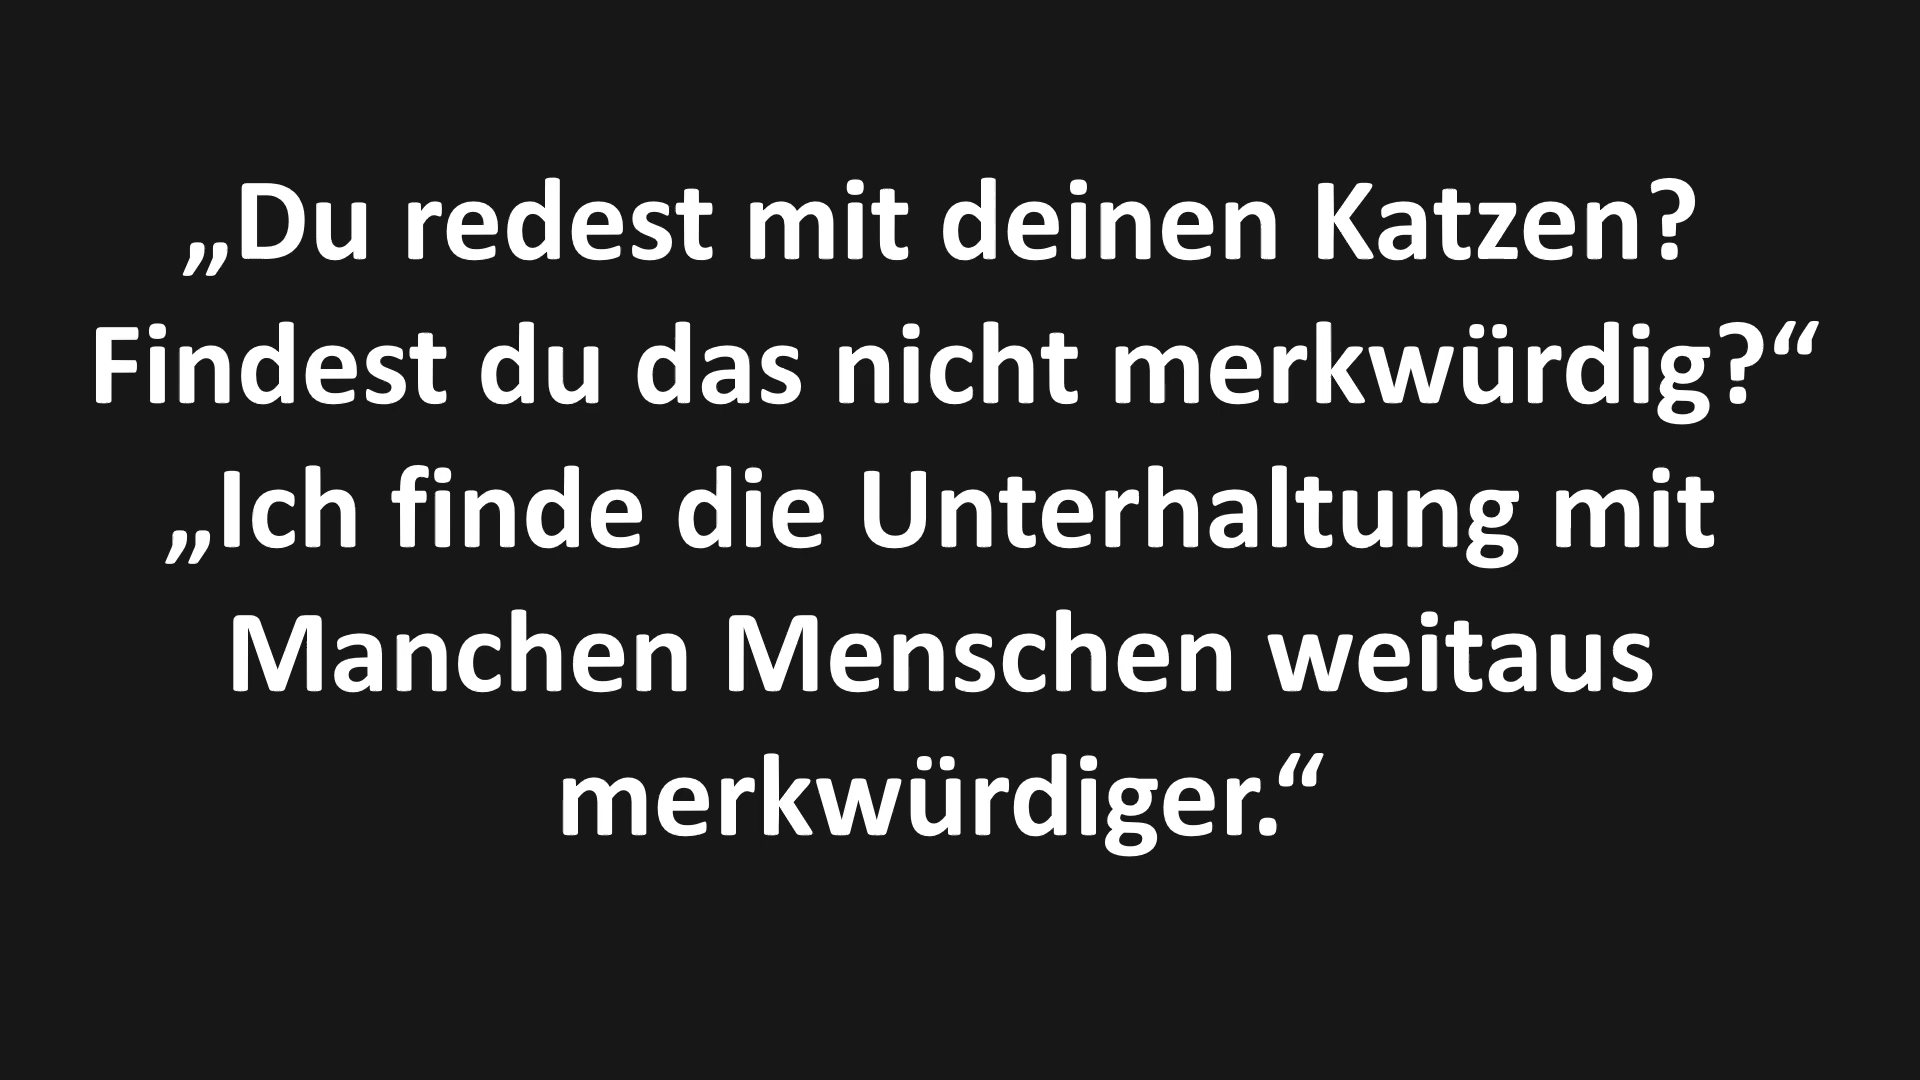 „Du redest mit deinen Katzen?
Findest du das nicht merkwürdig?“
„Ich finde die Unterhaltung mit
Manchen Menschen weitaus
merkwürdiger.“